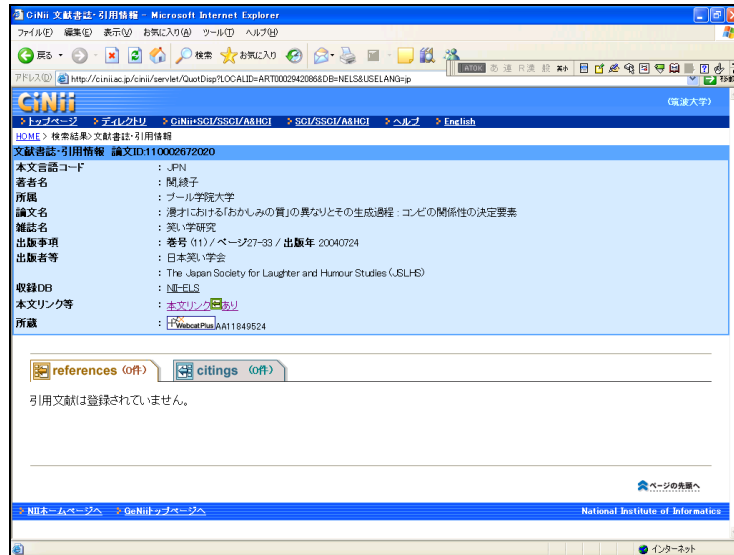 CiNii 文献書誌・引用情報 - Microsoft Internet Explorer
ファイル(F) 編集(E) 表示(V) お気に入り(A) ツール(T) ヘルプ(H)
戻る 検索 お気に入り
ATOK あ 連 R漢 般
アドレス(D) http://cinii.ac.jp/cinii/servlet/QuotDisp?LOCALID=ART0002942086&DB=NELS&USELANG=jp 移動
CiNii (筑波大学)
トップページ ディレクトリ CiNii+SCI/SSCI/A&HCI SCI/SSCI/A&HCI ヘルプ English
HOME > 検索結果>文献書誌・引用情報
文献書誌・引用情報 論文ID:110002672020
本文言語コード : JPN
著者名 : 関,綾子
所属 : プール学院大学
論文名 : 漫才における「おかしみの質」の異なりとその生成過程 : コンビの関係性の決定要素
雑誌名 : 笑い学研究
出版事項 : 巻号 (11) / ページ27-33 / 出版年 20040724
出版者等 : 日本笑い学会
: The Japan Society for Laughter and Humour Studies (JSLHS)
収録DB : NII-ELS
本文リンク等 : 本文リンクあり
所蔵 : Webcat Plus AA11849524
references (0件) citings (0件)
引用文献は登録されていません。
ページの先頭へ
NIIホームページへ GeNiiトップページへ National Institute of Informatics
インターネット